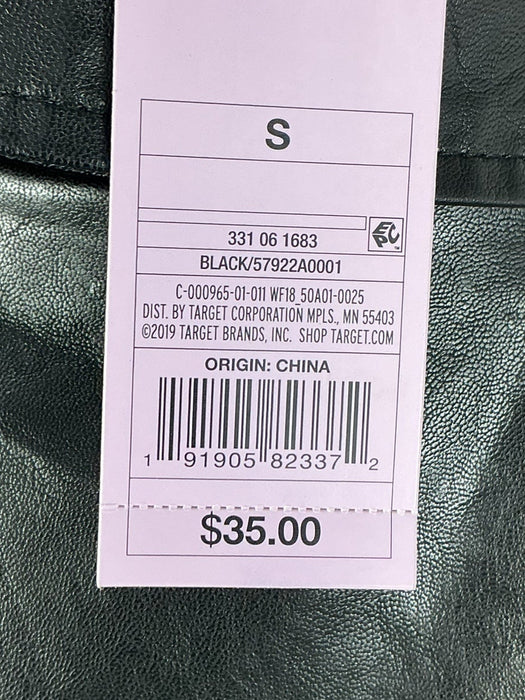 S
EPC
331 06 1683
BLACK/57922A0001
C-000965-01-011 WF18_50A01-0025
DIST. BY TARGET CORPORATION MPLS., MN 55403
©2019 TARGET BRANDS, INC. SHOP TARGET.COM
ORIGIN: CHINA
1 91905 82337 2
$35.00